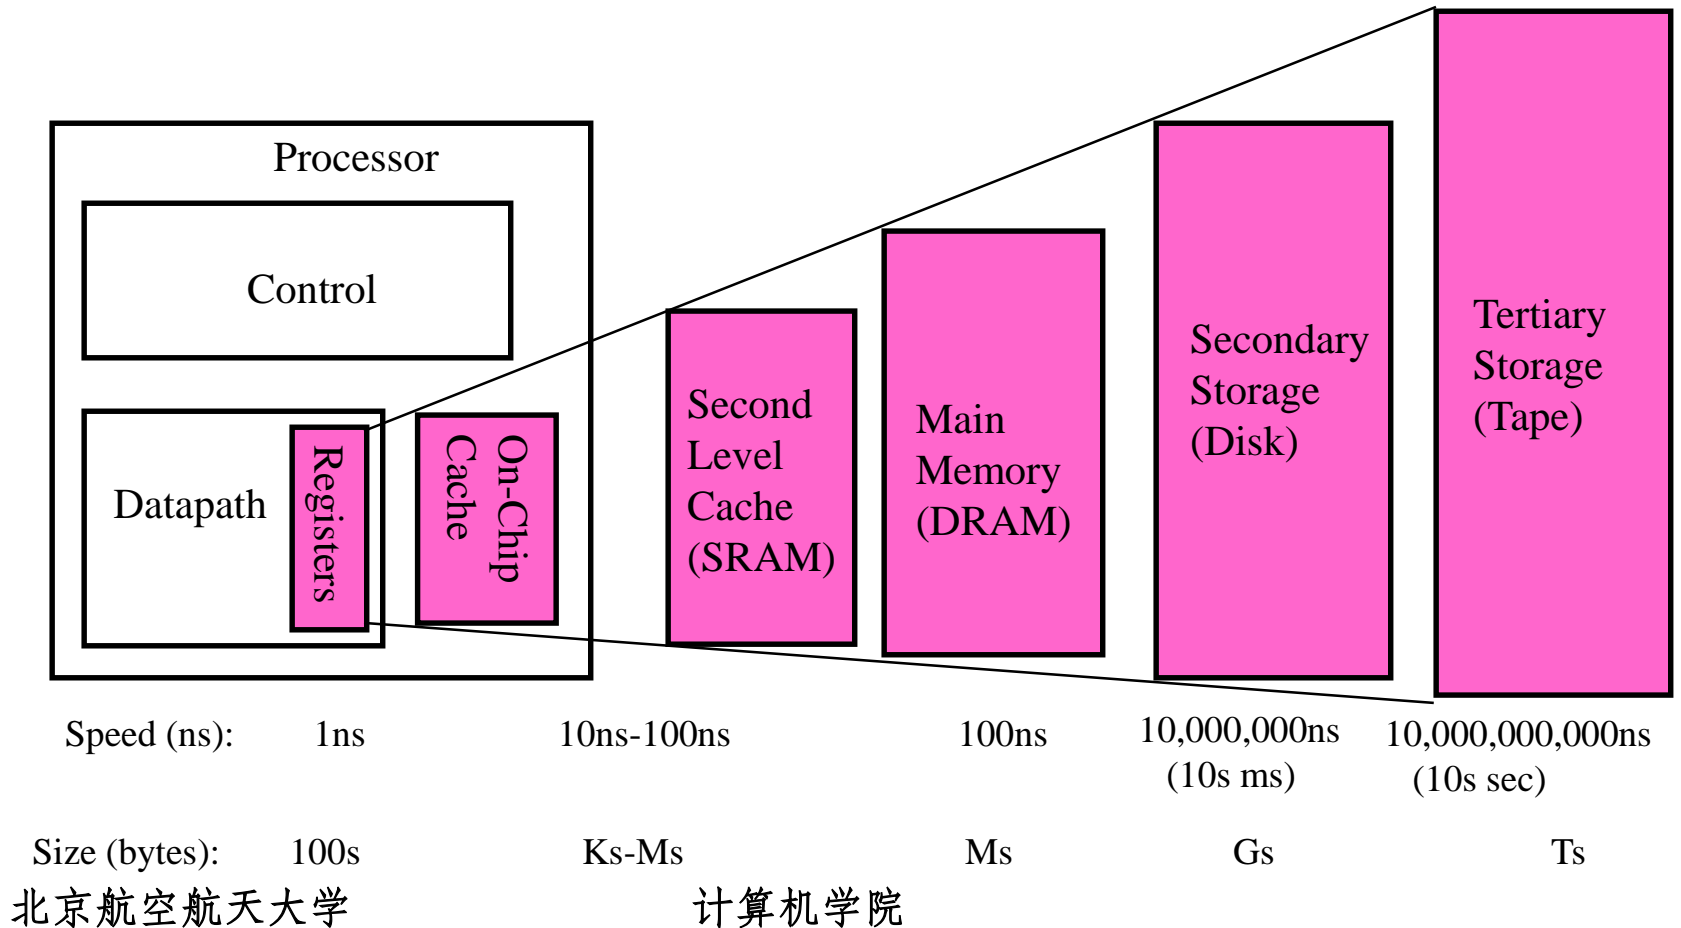 Processor
Control
Datapath
Registers
On-Chip
Cache
Second
Level
Cache
(SRAM)
Main
Memory
(DRAM)
Secondary
Storage
(Disk)
Tertiary
Storage
(Tape)
Speed (ns): 1ns 10ns-100ns 100ns 10,000,000ns 10,000,000,000ns
(10s ms) (10s sec)
Size (bytes): 100s Ks-Ms Ms Gs Ts
北京航空航天大学 计算机学院